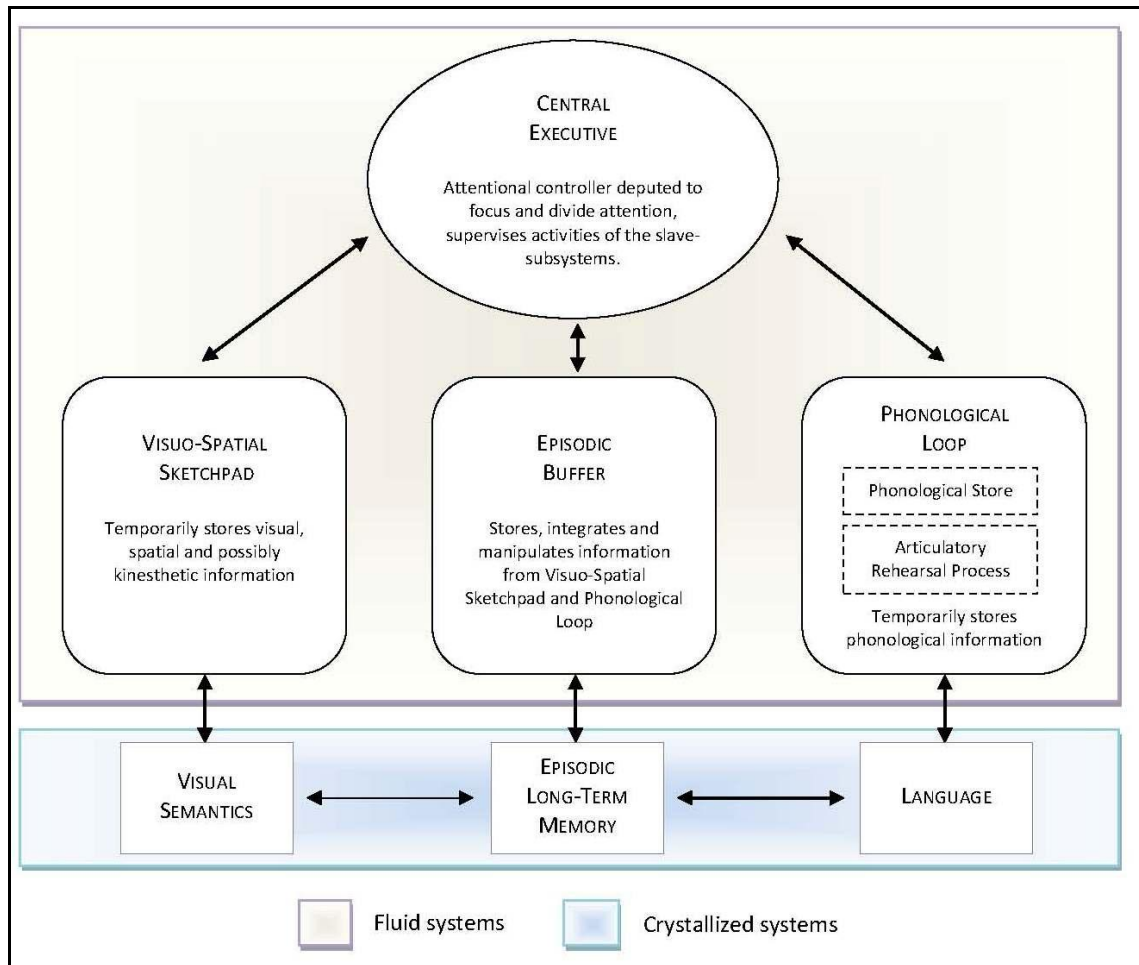 CENTRAL
EXECUTIVE
Attentional controller deputed to
focus and divide attention,
supervises activities of the slave-
subsystems.
VISUO-SPATIAL
SKETCHPAD
Temporarily stores visual,
spatial and possibly
kinesthetic information
EPISODIC
BUFFER
Stores, integrates and
manipulates information
from Visuo-Spatial
Sketchpad and Phonological
Loop
PHONOLOGICAL
LOOP
Phonological Store
Articulatory
Rehearsal Process
Temporarily stores
phonological information
VISUAL
SEMANTICS
EPISODIC
LONG-TERM
MEMORY
LANGUAGE
Fluid systems
Crystallized systems